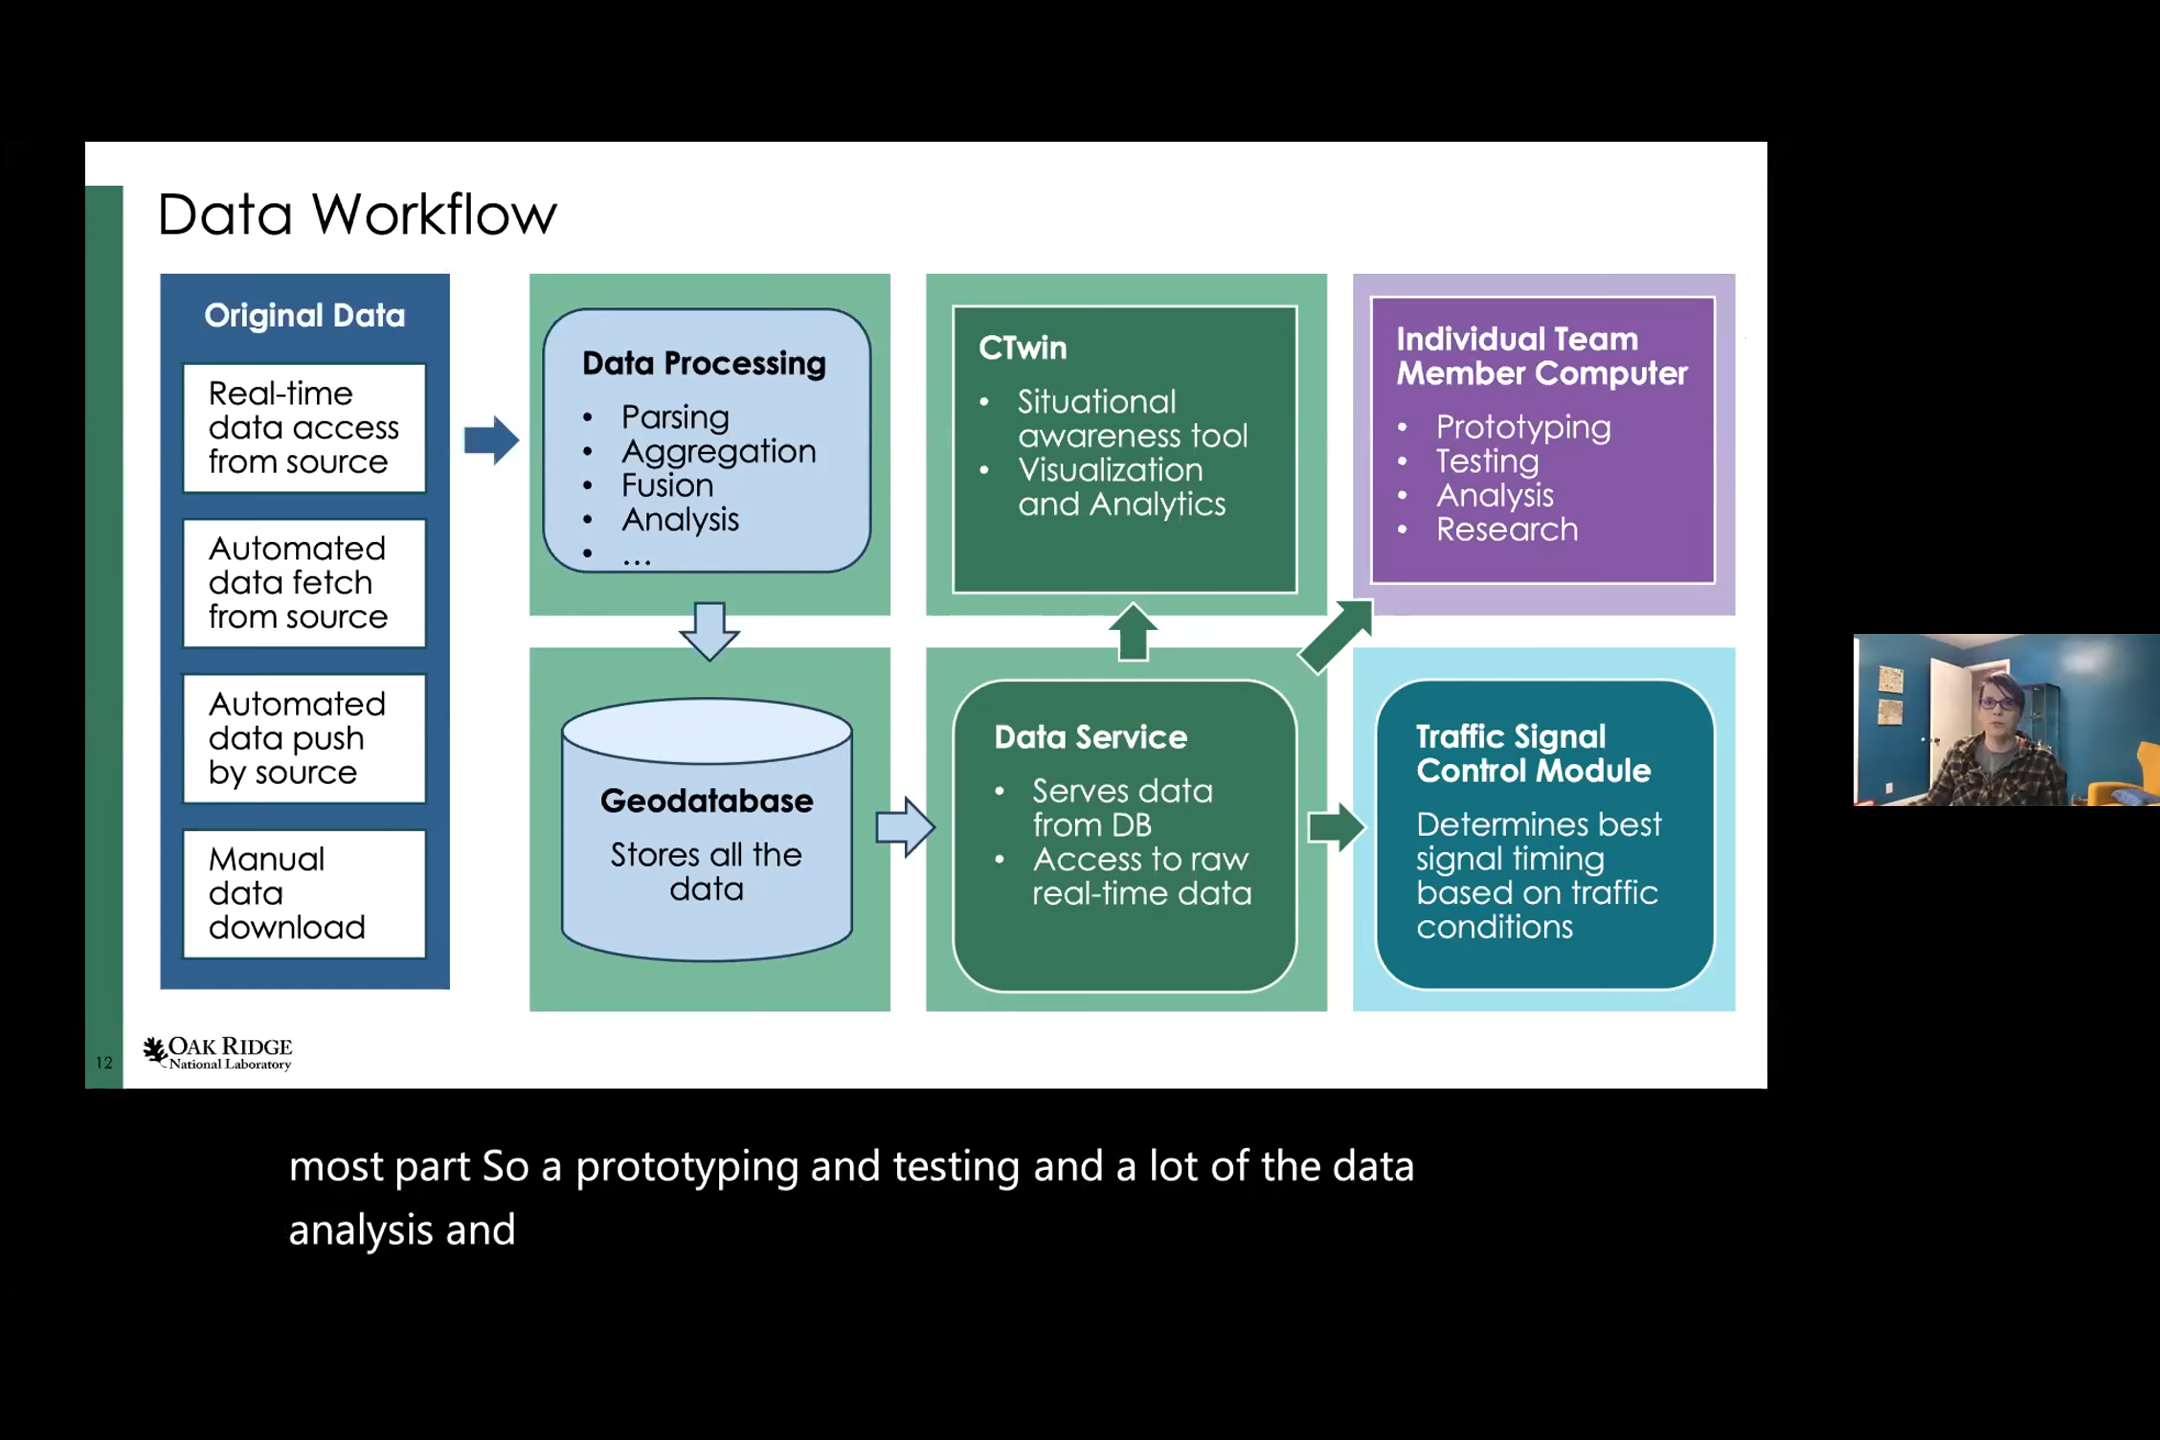 Data Workflow
Original Data
Real-time
data access
from source
Automated
data fetch
from source
Automated
data push
by source
Manual
data
download
Data Processing
• Parsing
• Aggregation
• Fusion
• Analysis
• ...
Geodatabase
Stores all the
data
CTwin
• Situational
awareness tool
• Visualization
and Analytics
Data Service
• Serves data
from DB
• Access to raw
real-time data
Individual Team
Member Computer
• Prototyping
• Testing
• Analysis
• Research
Traffic Signal
Control Module
Determines best
signal timing
based on traffic
conditions
12
OAK RIDGE
National Laboratory
most part So a prototyping and testing and a lot of the data
analysis and